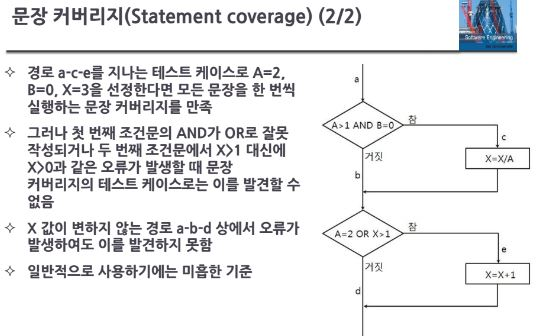 문장 커버리지(Statement coverage) (2/2)
Software Engineering
경로 a-c-e를 지나는 테스트 케이스로 A=2,
B=0, X=3을 선정한다면 모든 문장을 한 번씩
실행하는 문장 커버리지를 만족
그러나 첫 번째 조건문의 AND가 OR로 잘못
작성되거나 두 번째 조건문에서 X>1 대신에
X>0과 같은 오류가 발생할 때 문장
커버리지의 테스트 케이스로는 이를 발견할 수
없음
X 값이 변하지 않는 경로 a-b-d 상에서 오류가
발생하여도 이를 발견하지 못함
일반적으로 사용하기에는 미흡한 기준
a
A>1 AND B=0
참
c
X=X/A
거짓
b
A=2 OR X>1
참
e
X=X+1
거짓
d